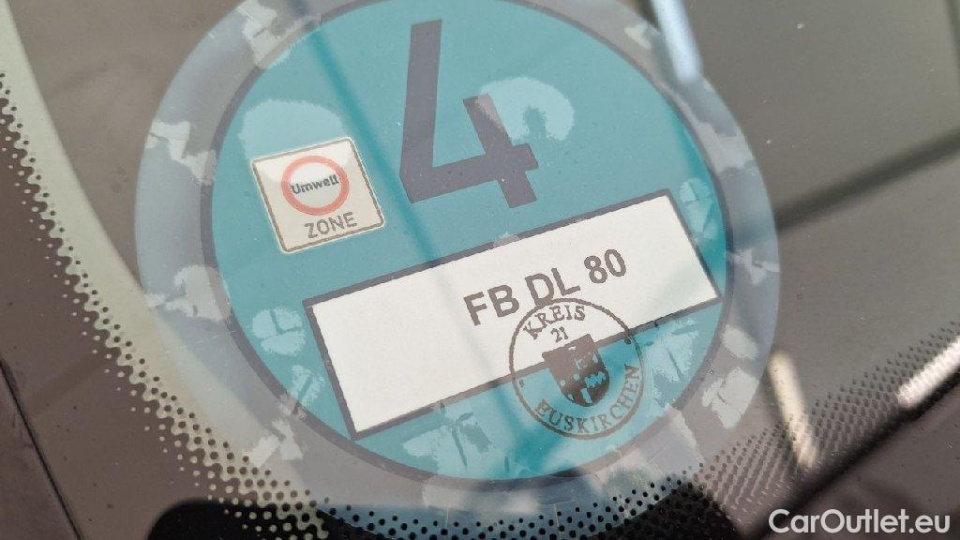 4
Umwelt
ZONE
FB DL 80
KREIS
21
EUSKIRCHEN
CarOutlet.eu